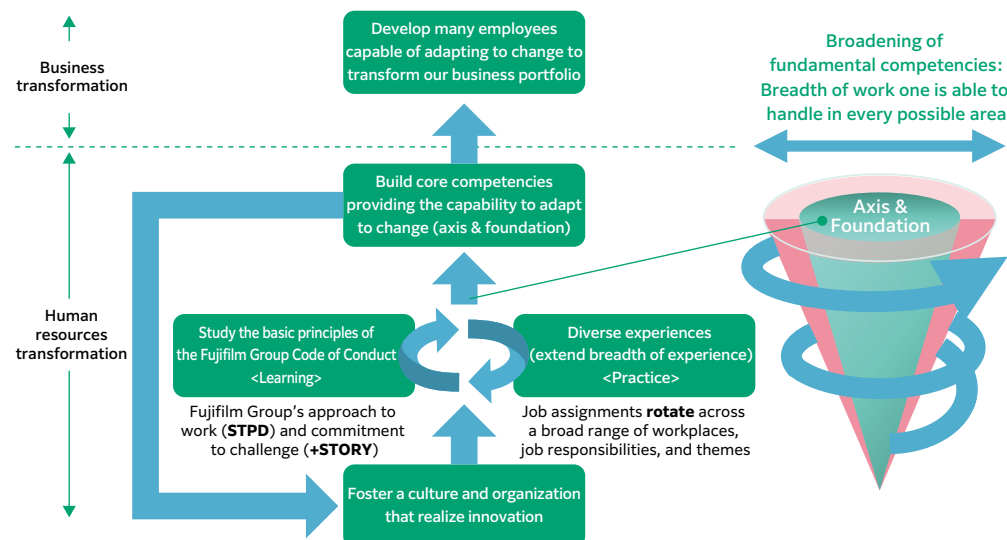 Develop many employees
capable of adapting to change to
transform our business portfolio
Business
transformation
Broadening of
fundamental competencies:
Breadth of work one is able to
handle in every possible area
Build core competencies
providing the capability to adapt
to change (axis & foundation)
Axis &
Foundation
Human
resources
transformation
Study the basic principles of
the Fujifilm Group Code of Conduct
<Learning>
Diverse experiences
(extend breadth of experience)
<Practice>
Fujifilm Group's approach to
work (STPD) and commitment
to challenge (+STORY)
Job assignments rotate across
a broad range of workplaces,
job responsibilities, and themes
Foster a culture and organization
that realize innovation